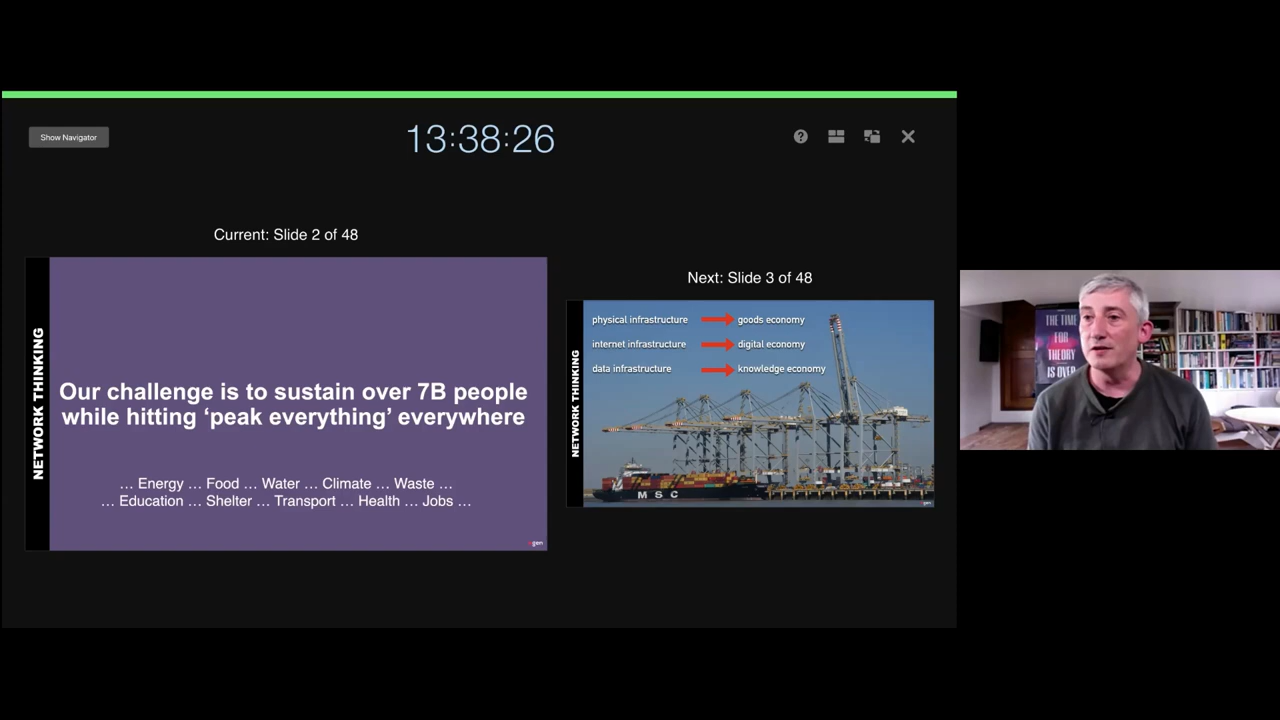 Show Navigator
13:38:26
Current: Slide 2 of 48
NETWORK THINKING
Our challenge is to sustain over 7B people
while hitting ‘peak everything’ everywhere
… Energy … Food … Water … Climate … Waste …
… Education … Shelter … Transport … Health … Jobs …
gen
Next: Slide 3 of 48
NETWORK THINKING
physical infrastructure goods economy
internet infrastructure digital economy
data infrastructure knowledge economy
MSC
THE TIME
FOR
THEORY
IS OVER